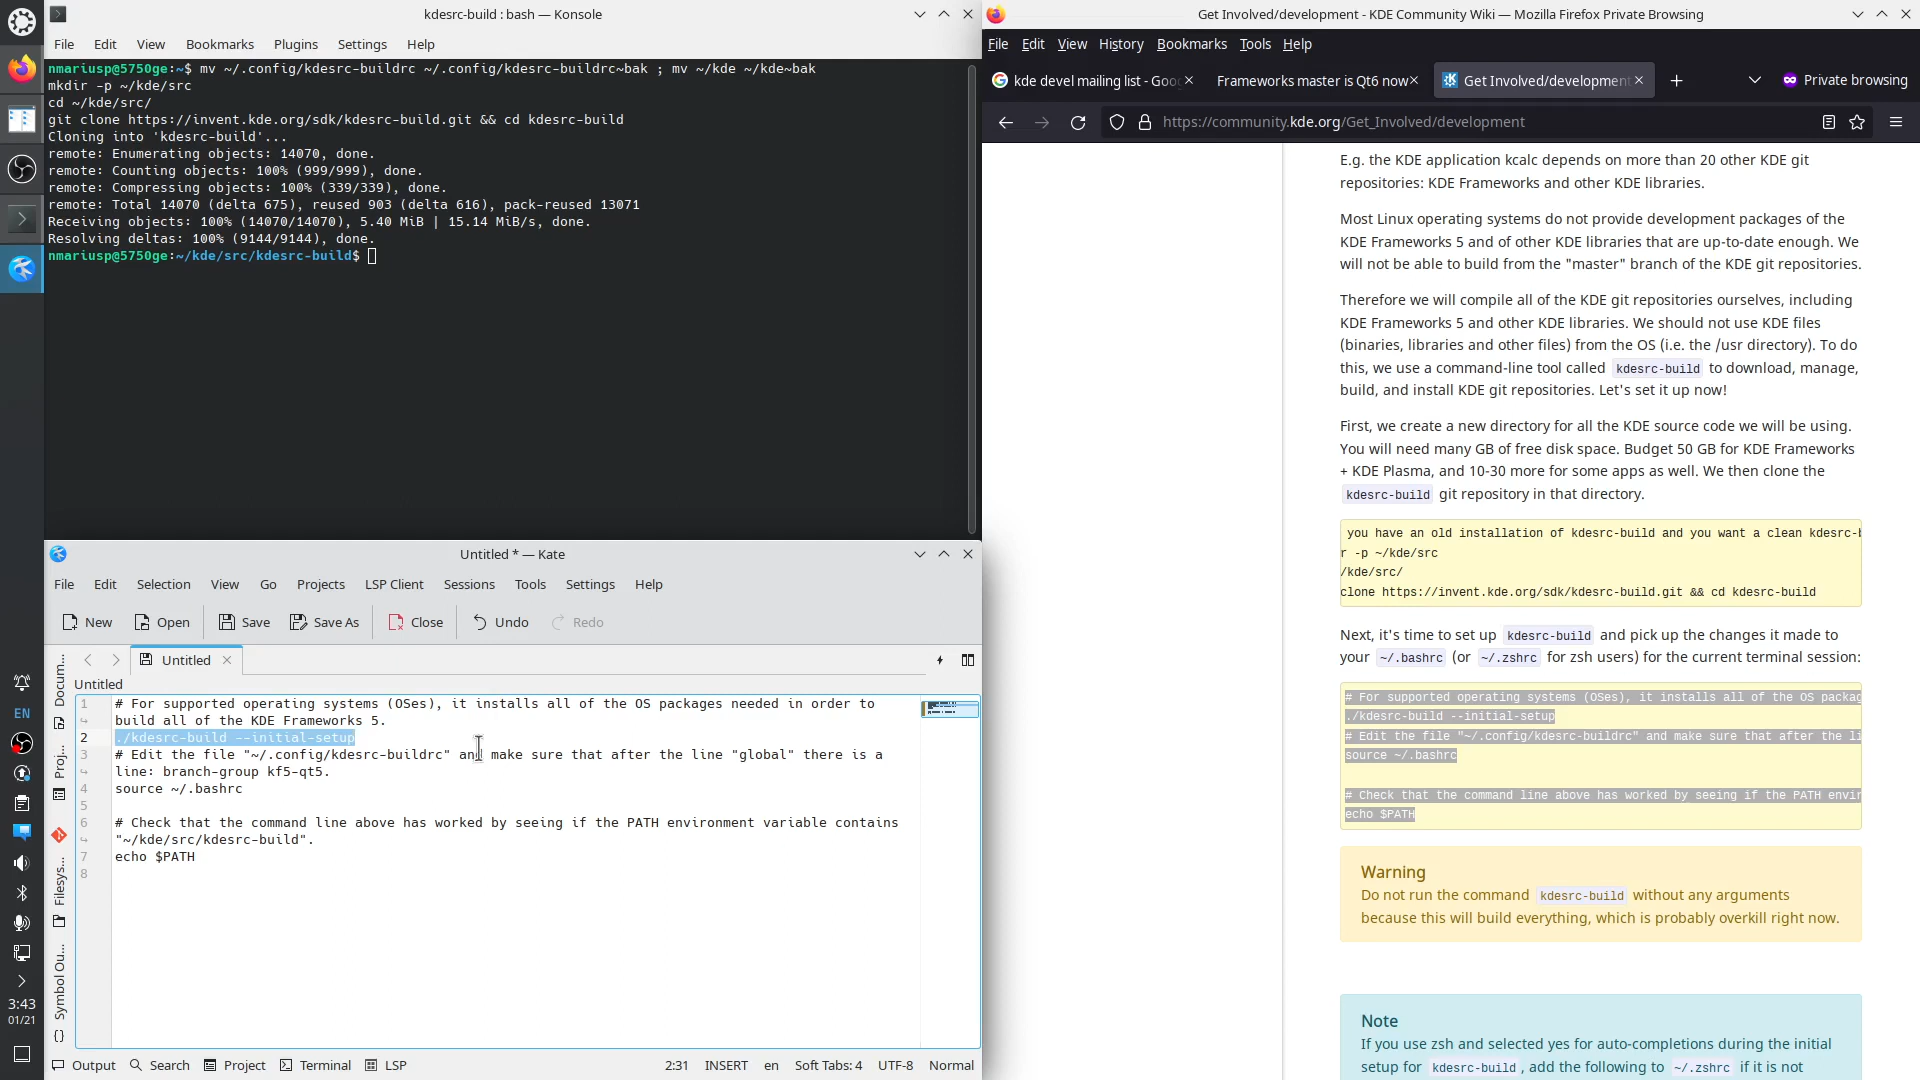 kdesrc-build : bash — Konsole
File Edit View Bookmarks Plugins Settings Help
nmariusp@5750ge:~$ mv ~/.config/kdesrc-buildrc ~/.config/kdesrc-buildrc~bak ; mv ~/kde ~/kde~bak
mkdir -p ~/kde/src
cd ~/kde/src/
git clone https://invent.kde.org/sdk/kdesrc-build.git && cd kdesrc-build
Cloning into 'kdesrc-build'...
remote: Enumerating objects: 14070, done.
remote: Counting objects: 100% (999/999), done.
remote: Compressing objects: 100% (339/339), done.
remote: Total 14070 (delta 675), reused 903 (delta 616), pack-reused 13071
Receiving objects: 100% (14070/14070), 5.40 MiB | 15.14 MiB/s, done.
Resolving deltas: 100% (9144/9144), done.
nmariusp@5750ge:~/kde/src/kdesrc-build$
Untitled * — Kate
File Edit Selection View Go Projects LSP Client Sessions Tools Settings Help
New Open Save Save As Close Undo Redo
Untitled
Untitled
Docum...
Proj...
Filesys...
Symbol Ou...
1 # For supported operating systems (OSes), it installs all of the OS packages needed in order to
build all of the KDE Frameworks 5.
2 ./kdesrc-build --initial-setup
3 # Edit the file "~/.config/kdesrc-buildrc" and make sure that after the line "global" there is a
line: branch-group kf5-qt5.
4 source ~/.bashrc
5
6 # Check that the command line above has worked by seeing if the PATH environment variable contains
"~/kde/src/kdesrc-build".
7 echo $PATH
8
Output Search Project Terminal LSP 2:31 INSERT en Soft Tabs: 4 UTF-8 Normal
EN
3:43
01/21
Get Involved/development - KDE Community Wiki — Mozilla Firefox Private Browsing
File Edit View History Bookmarks Tools Help
kde devel mailing list - Goo
Frameworks master is Qt6 now
Get Involved/development
Private browsing
https://community.kde.org/Get_Involved/development
E.g. the KDE application kcalc depends on more than 20 other KDE git
repositories: KDE Frameworks and other KDE libraries.
Most Linux operating systems do not provide development packages of the
KDE Frameworks 5 and of other KDE libraries that are up-to-date enough. We
will not be able to build from the "master" branch of the KDE git repositories.
Therefore we will compile all of the KDE git repositories ourselves, including
KDE Frameworks 5 and other KDE libraries. We should not use KDE files
(binaries, libraries and other files) from the OS (i.e. the /usr directory). To do
this, we use a command-line tool called kdesrc-build to download, manage,
build, and install KDE git repositories. Let's set it up now!
First, we create a new directory for all the KDE source code we will be using.
You will need many GB of free disk space. Budget 50 GB for KDE Frameworks
+ KDE Plasma, and 10-30 more for some apps as well. We then clone the
kdesrc-build git repository in that directory.
you have an old installation of kdesrc-build and you want a clean kdesrc-b
r -p ~/kde/src
/kde/src/
clone https://invent.kde.org/sdk/kdesrc-build.git && cd kdesrc-build
Next, it's time to set up kdesrc-build and pick up the changes it made to
your ~/.bashrc (or ~/.zshrc for zsh users) for the current terminal session:
# For supported operating systems (OSes), it installs all of the OS packag
./kdesrc-build --initial-setup
# Edit the file "~/.config/kdesrc-buildrc" and make sure that after the li
source ~/.bashrc
# Check that the command line above has worked by seeing if the PATH envir
echo $PATH
Warning
Do not run the command kdesrc-build without any arguments
because this will build everything, which is probably overkill right now.
Note
If you use zsh and selected yes for auto-completions during the initial
setup for kdesrc-build, add the following to ~/.zshrc if it is not